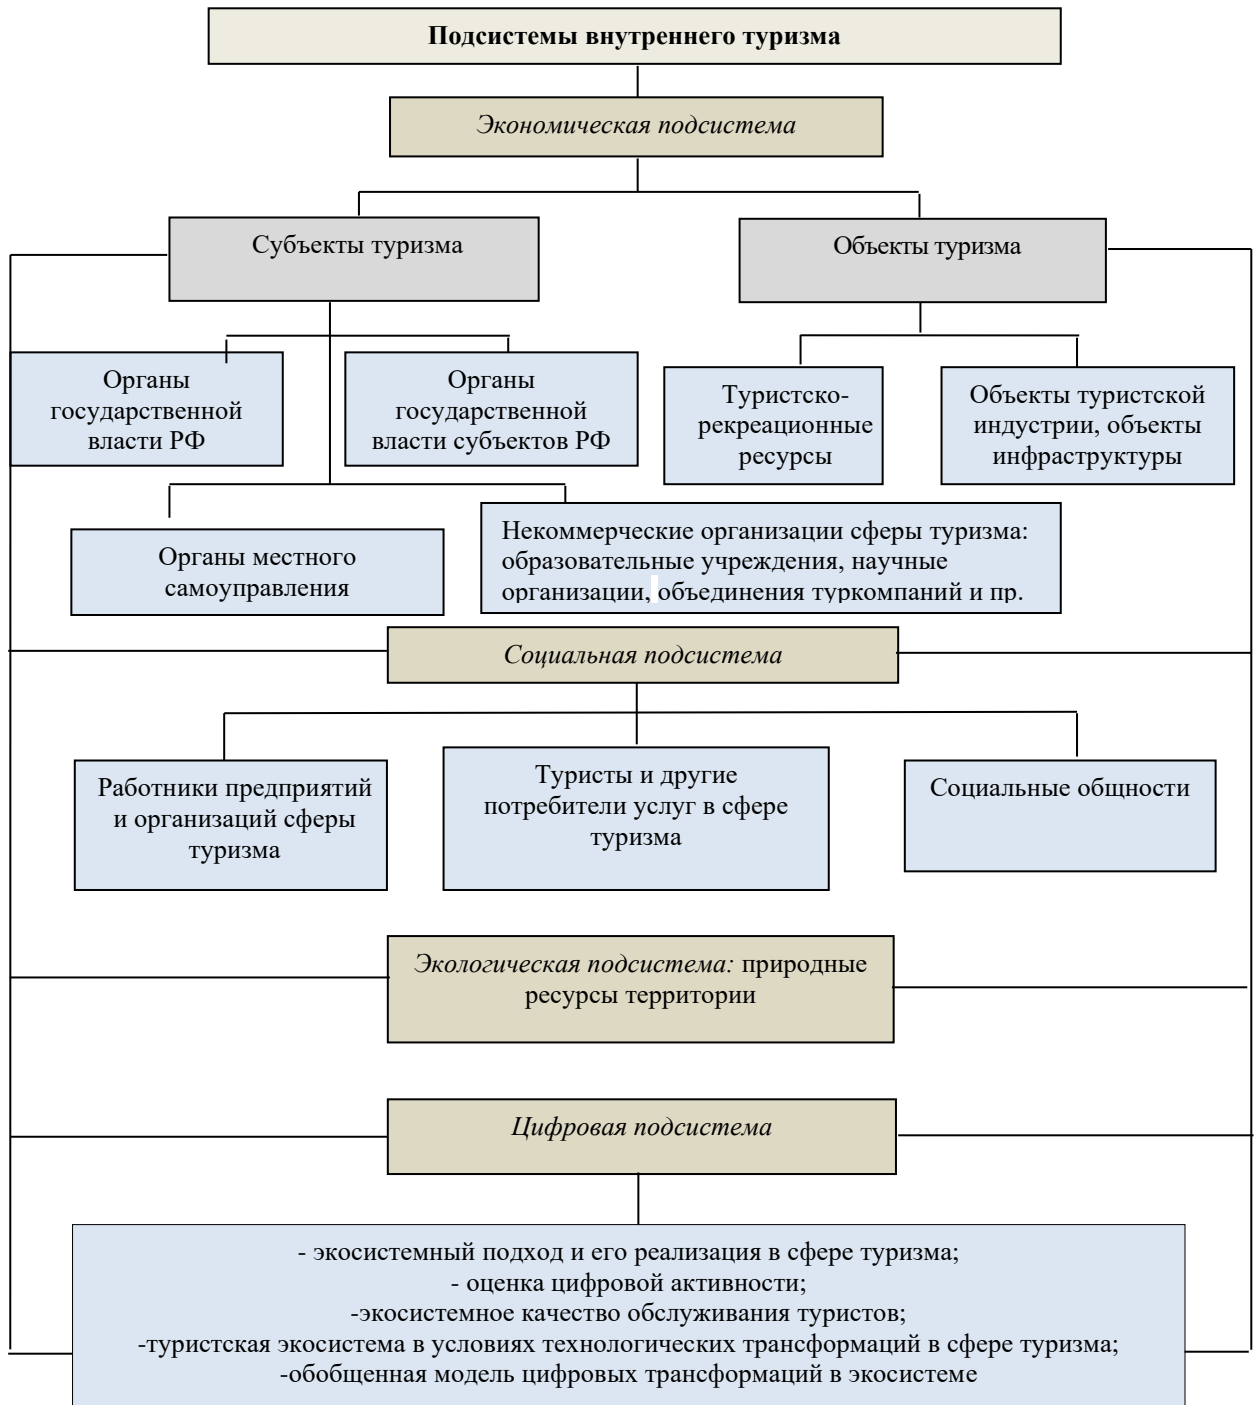 Подсистемы внутреннего туризма
Экономическая подсистема
Субъекты туризма
Объекты туризма
Органы
государственной
власти РФ
Органы
государственной
власти субъектов РФ
Туристско-
рекреационные
ресурсы
Объекты туристской
индустрии, объекты
инфраструктуры
Органы местного
самоуправления
Некоммерческие организации сферы туризма:
образовательные учреждения, научные
организации, объединения туркомпаний и пр.
Социальная подсистема
Работники предприятий
и организаций сферы
туризма
Туристы и другие
потребители услуг в сфере
туризма
Социальные общности
Экологическая подсистема: природные
ресурсы территории
Цифровая подсистема
- экосистемный подход и его реализация в сфере туризма;
- оценка цифровой активности;
-экосистемное качество обслуживания туристов;
-туристская экосистема в условиях технологических трансформаций в сфере туризма;
-обобщенная модель цифровых трансформаций в экосистеме